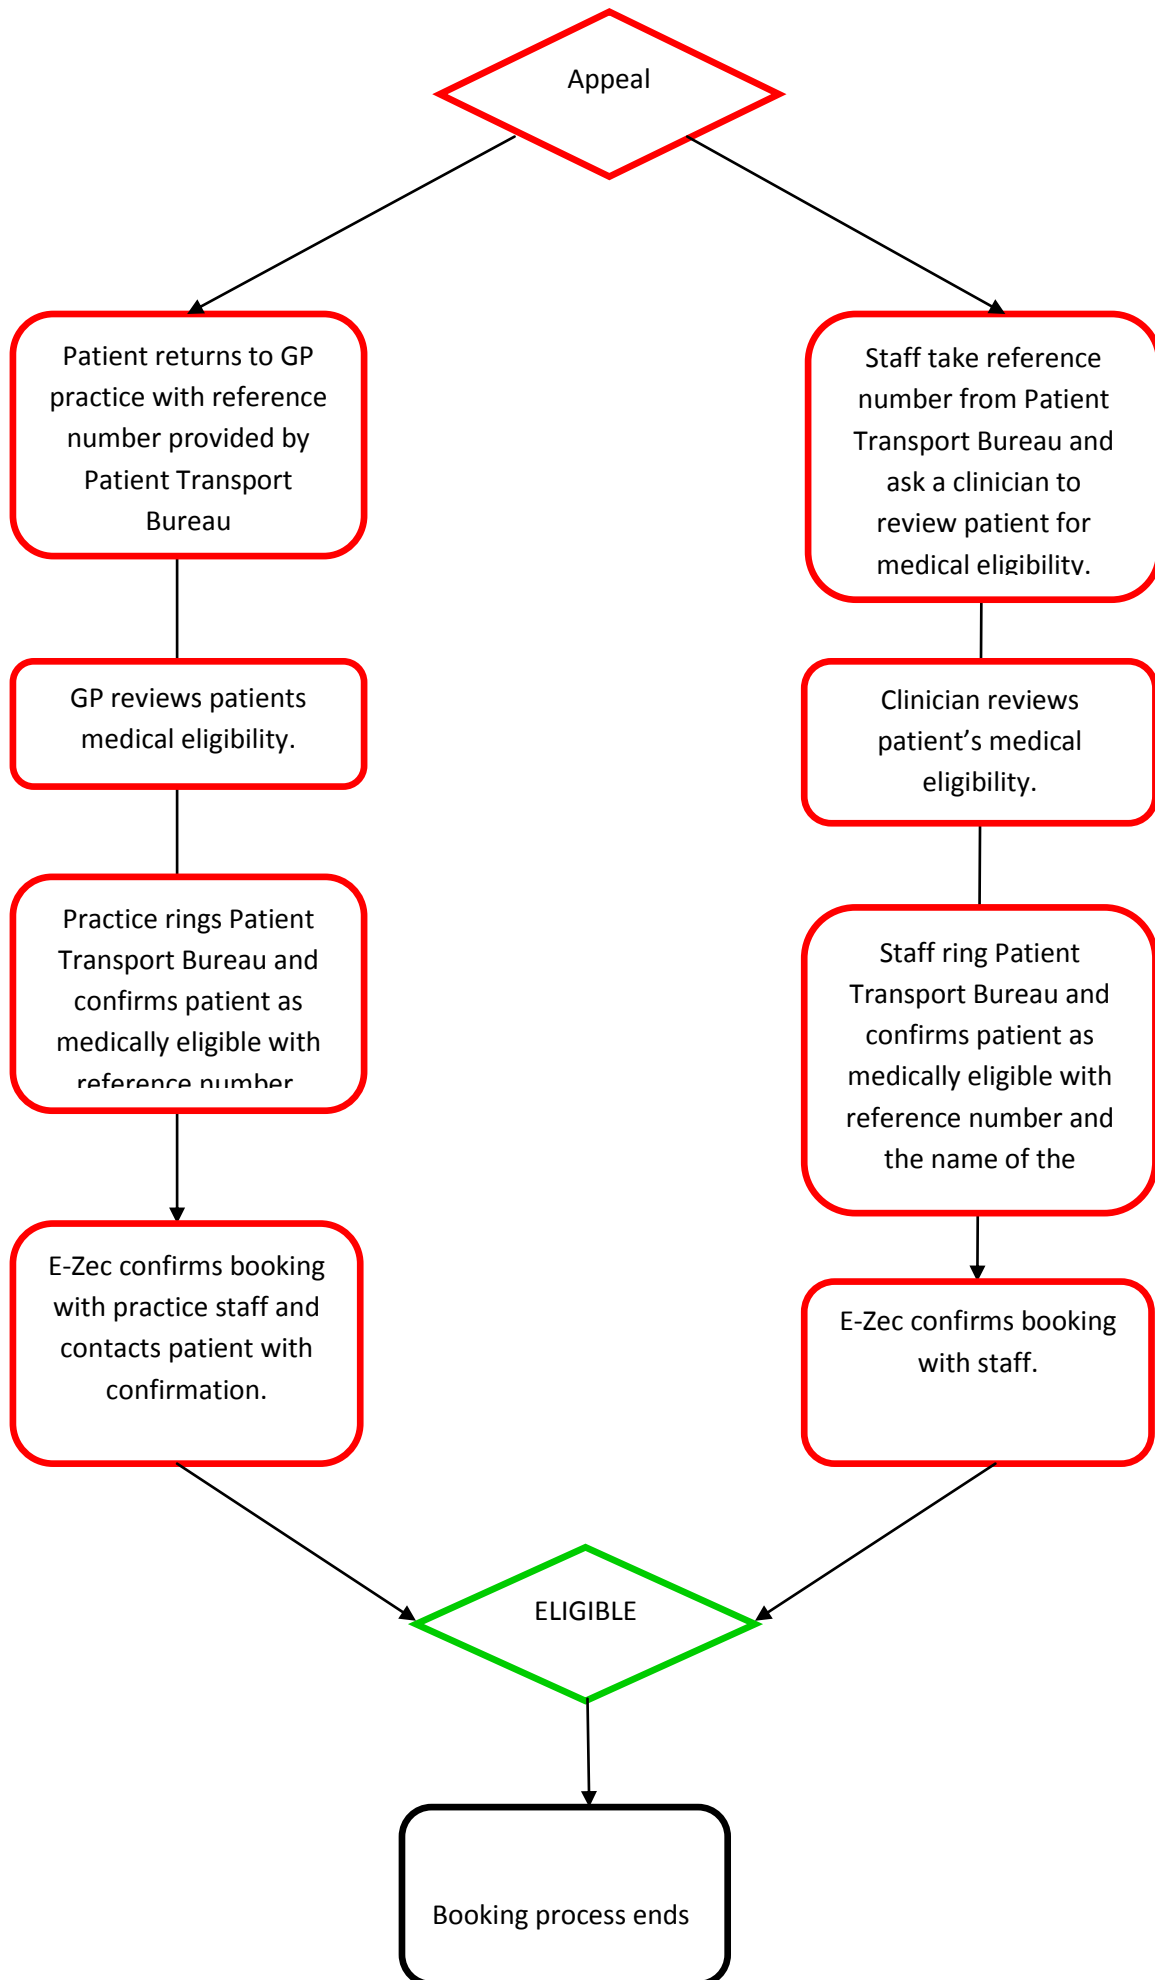 Appeal
Patient returns to GP
practice with reference
number provided by
Patient Transport
Bureau
Staff take reference
number from Patient
Transport Bureau and
ask a clinician to
review patient for
medical eligibility.
GP reviews patients
medical eligibility.
Clinician reviews
patient’s medical
eligibility.
Practice rings Patient
Transport Bureau and
confirms patient as
medically eligible with
reference number
Staff ring Patient
Transport Bureau and
confirms patient as
medically eligible with
reference number and
the name of the
E-Zec confirms booking
with practice staff and
contacts patient with
confirmation.
E-Zec confirms booking
with staff.
ELIGIBLE
Booking process ends